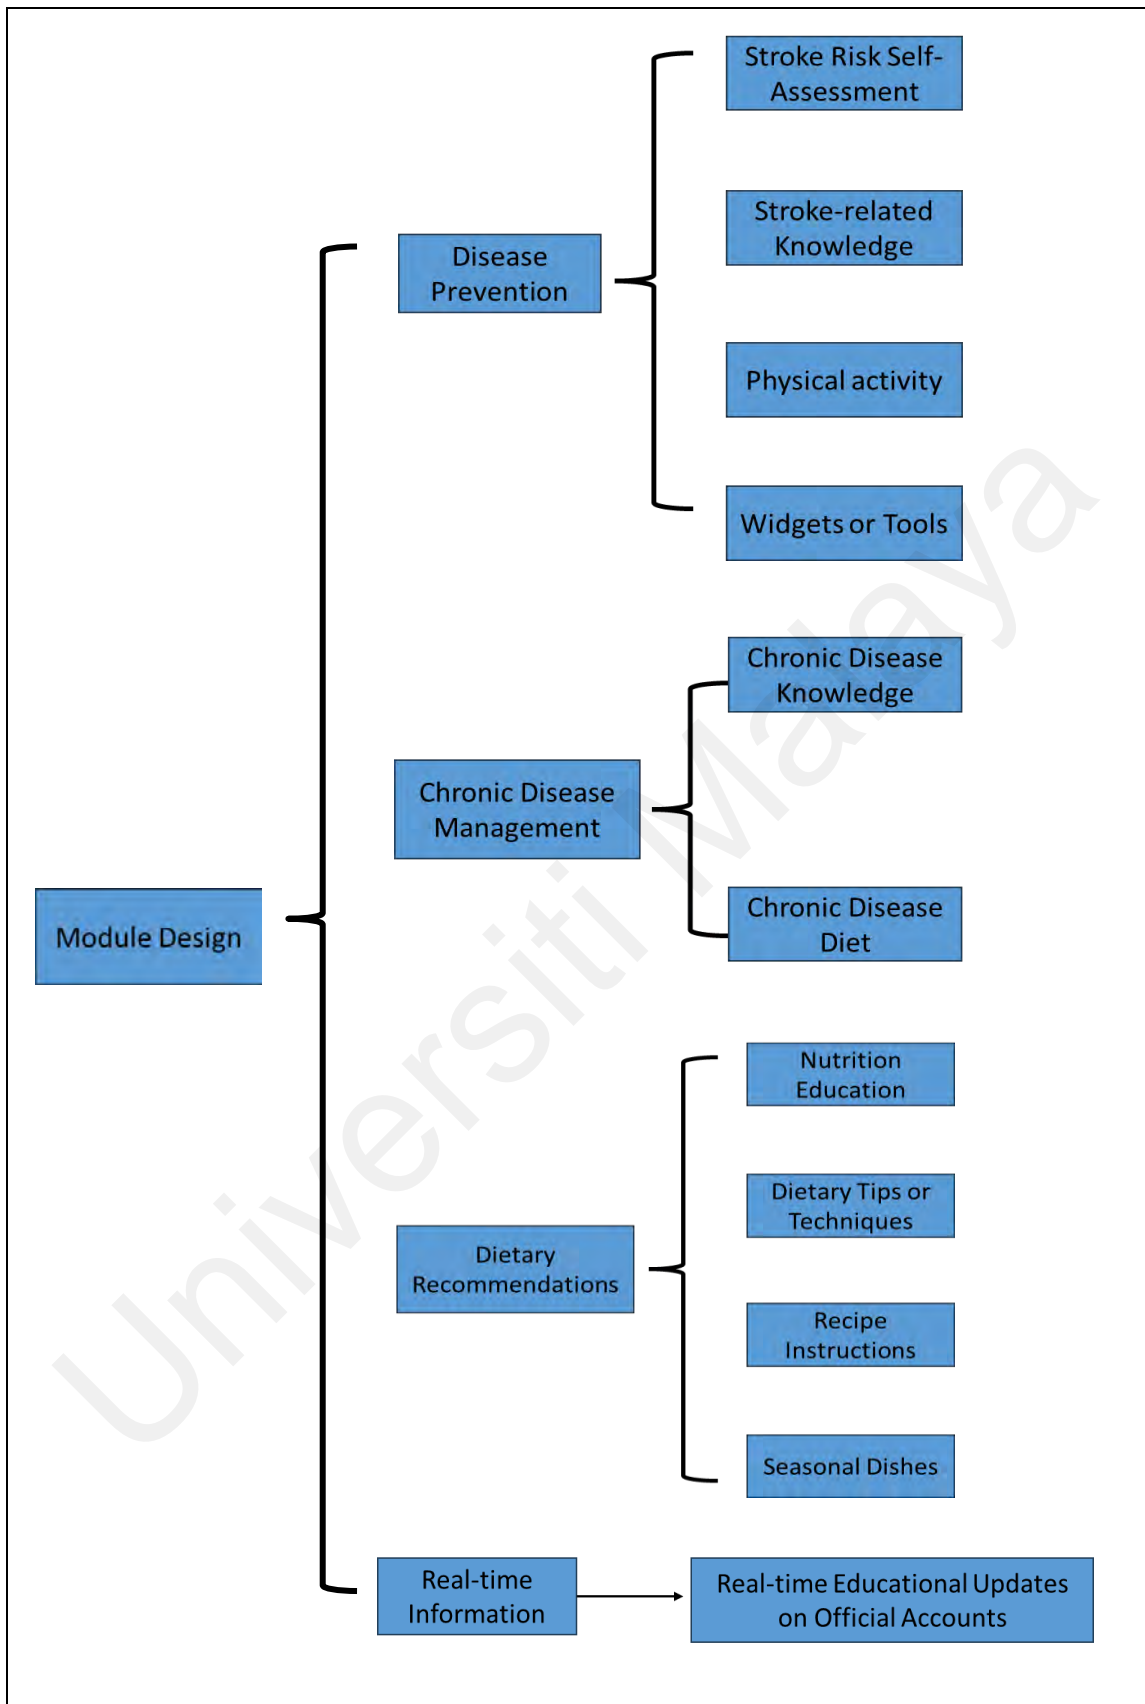 Module Design
Disease
Prevention
Stroke Risk Self-
Assessment
Stroke-related
Knowledge
Physical activity
Widgets or Tools
Chronic Disease
Management
Chronic Disease
Knowledge
Chronic Disease
Diet
Dietary
Recommendations
Nutrition
Education
Dietary Tips or
Techniques
Recipe
Instructions
Seasonal Dishes
Real-time
Information
Real-time Educational Updates
on Official Accounts
Universiti Malaya